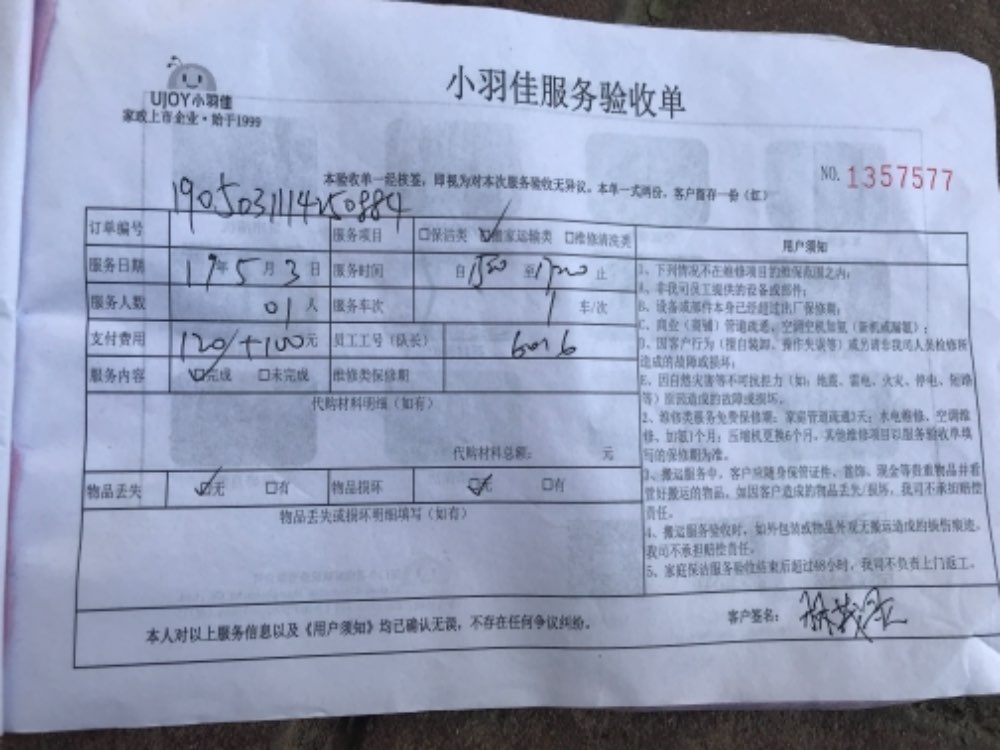 UJOY小羽佳
家政上市企业·始于1999
小羽佳服务验收单
NO. 1357577
本验收单一经核签，即视为对本次服务验收无异议。本单一式两份，客户留存一份（红）
订单编号 190503111450884 服务项目 □保洁类 ☑搬家运输类 □维修清洗类
服务日期 19年5月3日 服务时间 自1520至1720止
服务人数 01人 服务车次 1车/次
支付费用 120/+100元 员工工号（队长） 6016
服务内容 ☑完成 □未完成 维修类保修期
代购材料明细（如有）
代购材料总额： 元
物品丢失 ☑无 □有 物品损坏 ☑无 □有
物品丢失或损坏明细填写（如有）
用户须知
1、下列情况不在维修项目的维保范围之内：
A、非我司员工提供的设备或部件；
B、设备或部件本身已经超过出厂保修期；
C、商业（商铺）管道疏通、空调空机加氟（新机或漏氟）；
D、因客户行为（擅自装卸、操作失误等）或另请非我司人员检修所
造成的故障或损坏；
E、因自然灾害等不可抗拒力（如：地震、雷电、火灾、停电、短路
等）原因造成的故障或损坏。
2、维修类服务免费保修期：家庭管道疏通3天；水电维修、空调维
修、加氟1个月；压缩机更换6个月。其他维修项目以服务验收单填
写的保修期为准。
3、搬运服务中，客户应随身保管证件、首饰、现金等贵重物品并看
管好搬运的物品。如因客户造成的物品丢失/损坏，我司不承担赔偿
责任。
4、搬运服务验收时，如外包装或物品外观无搬运造成的损伤痕迹，
我司不承担赔偿责任。
5、家庭保洁服务验收结束后超过48小时，我司不负责上门返工。
本人对以上服务信息以及《用户须知》均已确认无误，不存在任何争议纠纷。 客户签名：